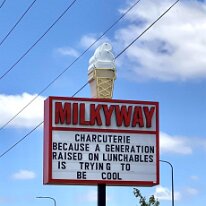 MILKYWAY
CHARCUTERIE
BECAUSE A GENERATION
RAISED ON LUNCHABLES
IS TRYING TO
BE COOL